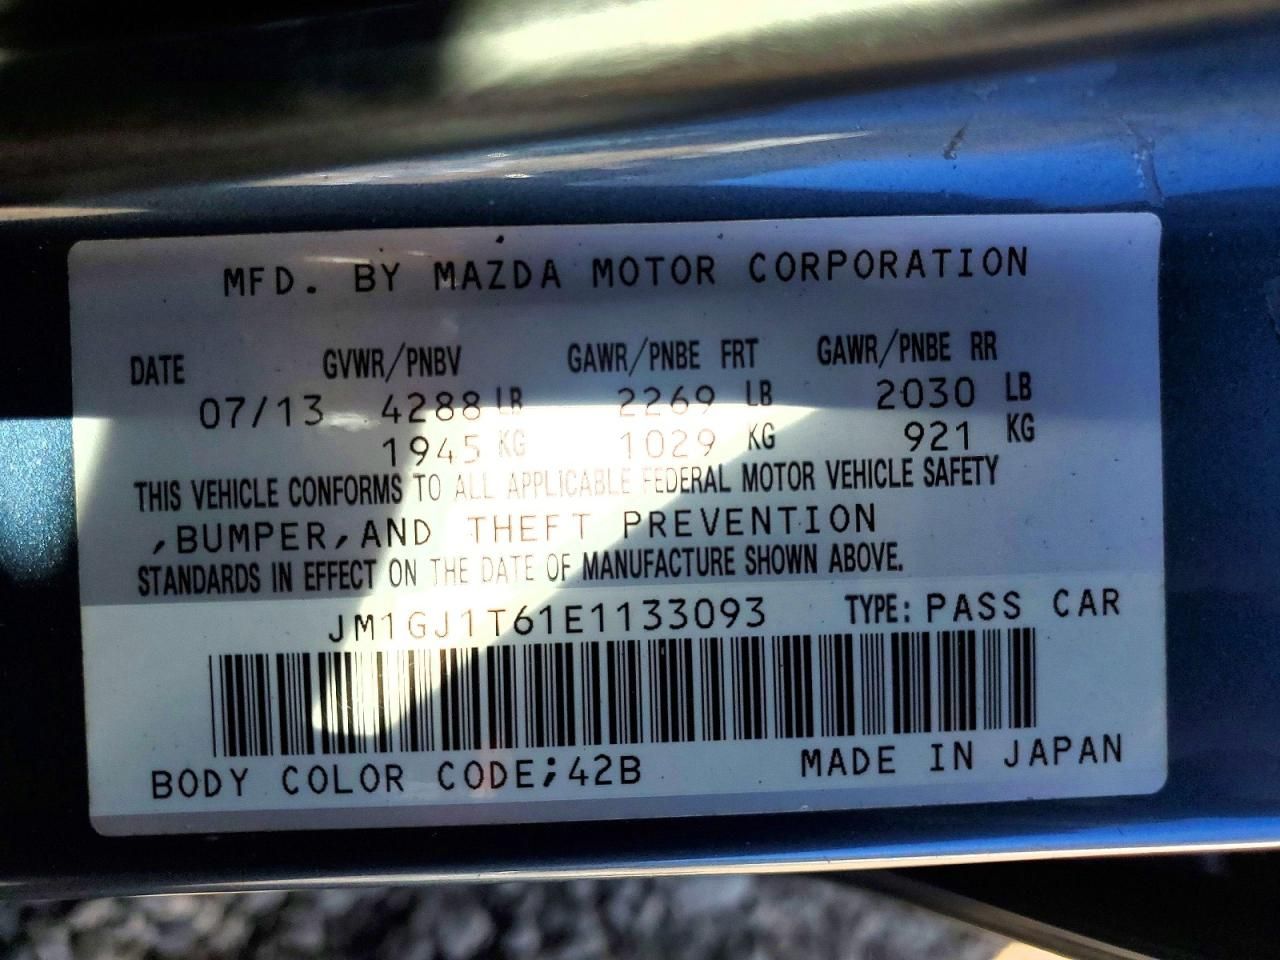 MFD. BY MAZDA MOTOR CORPORATION
DATE GVWR/PNBV GAWR/PNBE FRT GAWR/PNBE RR
07/13 4288 LB 2269 LB 2030 LB
1945 KG 1029 KG 921 KG
THIS VEHICLE CONFORMS TO ALL APPLICABLE FEDERAL MOTOR VEHICLE SAFETY
,BUMPER,AND THEFT PREVENTION
STANDARDS IN EFFECT ON THE DATE OF MANUFACTURE SHOWN ABOVE.
JM1GJ1T61E1133093 TYPE: PASS CAR
BODY COLOR CODE;42B MADE IN JAPAN